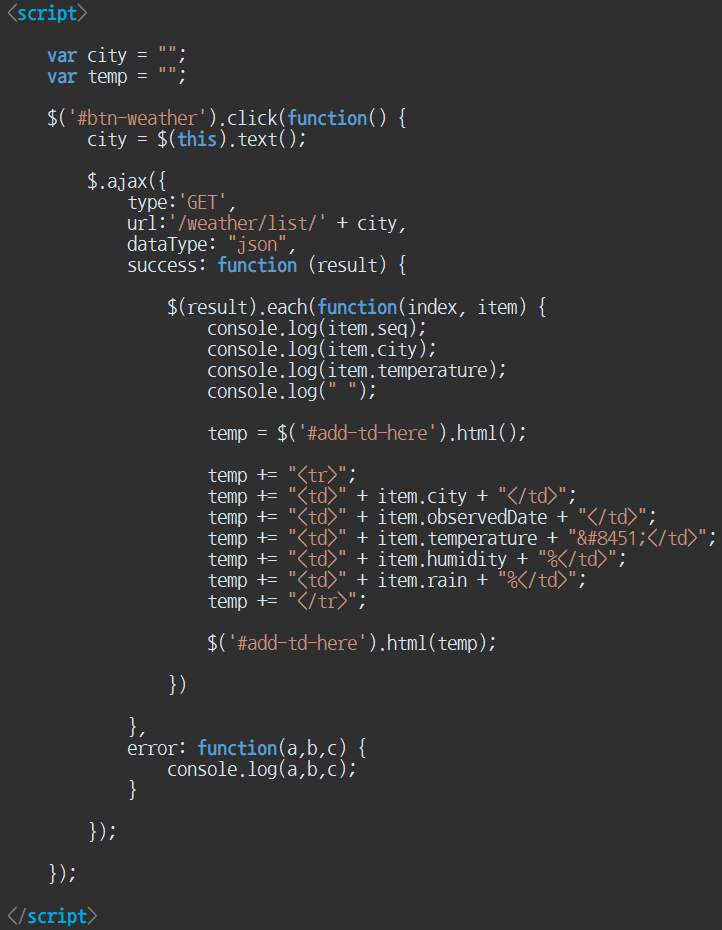 <script>
var city = "";
var temp = "";
$('#btn-weather').click(function() {
city = $(this).text();
$.ajax({
type:'GET',
url:'/weather/list/' + city,
dataType: "json",
success: function (result) {
$(result).each(function(index, item) {
console.log(item.seq);
console.log(item.city);
console.log(item.temperature);
console.log(" ");
temp = $('#add-td-here').html();
temp += "<tr>";
temp += "<td>" + item.city + "</td>";
temp += "<td>" + item.observedDate + "</td>";
temp += "<td>" + item.temperature + "&#8451;</td>";
temp += "<td>" + item.humidity + "%</td>";
temp += "<td>" + item.rain + "%</td>";
temp += "</tr>";
$('#add-td-here').html(temp);
})
},
error: function(a,b,c) {
console.log(a,b,c);
}
});
});
</script>